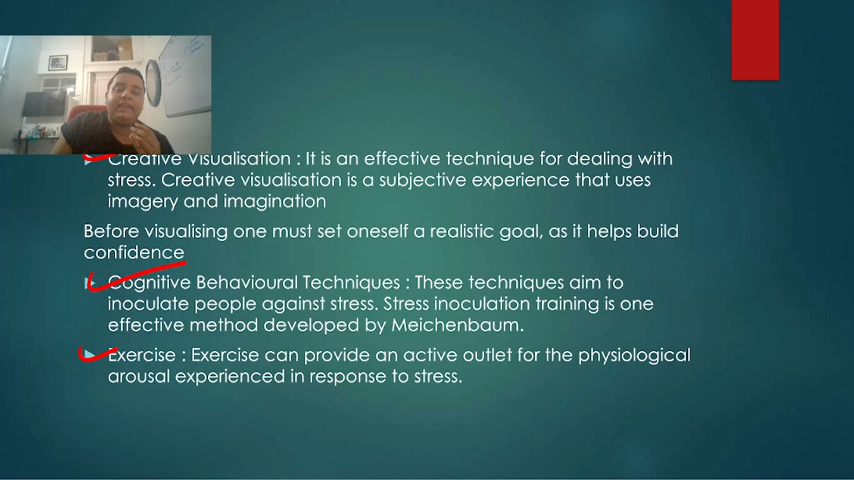 Creative Visualisation : It is an effective technique for dealing with
stress. Creative visualisation is a subjective experience that uses
imagery and imagination
Before visualising one must set oneself a realistic goal, as it helps build
confidence
Cognitive Behavioural Techniques : These techniques aim to
inoculate people against stress. Stress inoculation training is one
effective method developed by Meichenbaum.
Exercise : Exercise can provide an active outlet for the physiological
arousal experienced in response to stress.